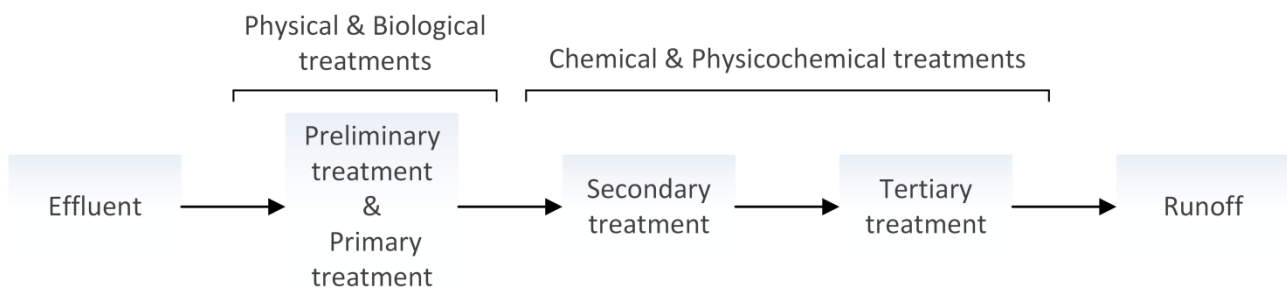 Physical & Biological
treatments
Chemical & Physicochemical treatments
Effluent
Preliminary
treatment
&
Primary
treatment
Secondary
treatment
Tertiary
treatment
Runoff